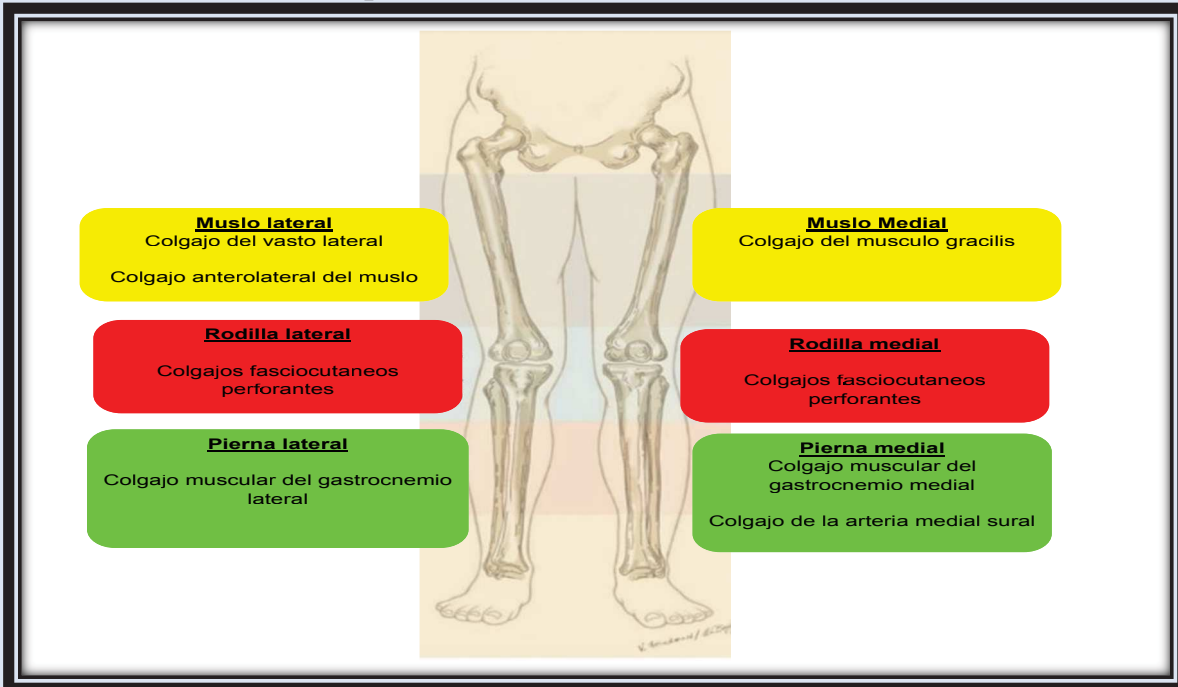 Muslo lateral
Colgajo del vasto lateral
Colgajo anterolateral del muslo
Muslo Medial
Colgajo del musculo gracilis
Rodilla lateral
Colgajos fasciocutaneos
perforantes
Rodilla medial
Colgajos fasciocutaneos
perforantes
Pierna lateral
Colgajo muscular del gastrocnemio
lateral
Pierna medial
Colgajo muscular del
gastrocnemio medial
Colgajo de la arteria medial sural